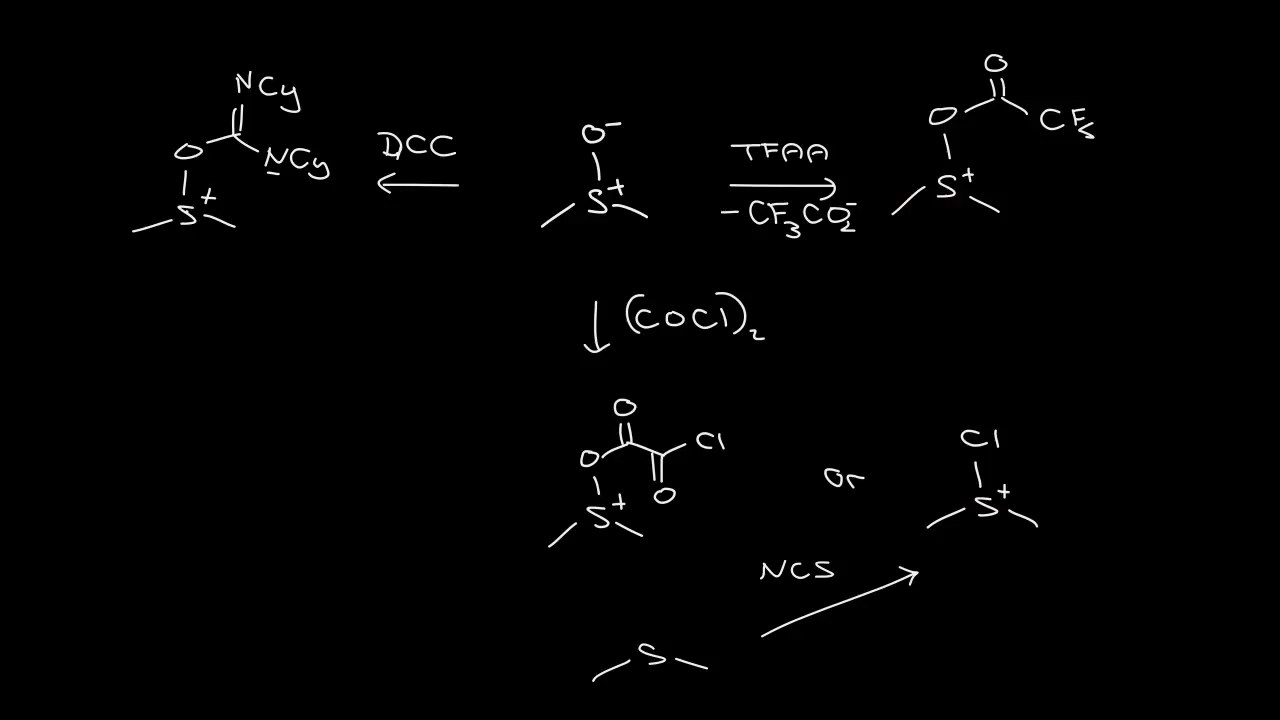 NCy
O
NCy
S+
DCC
O−
S+
TFAA
−CF3CO2−
O
O
CF3
S+
(COCl)2
O
O
Cl
O
S+
or
Cl
S+
NCS
S